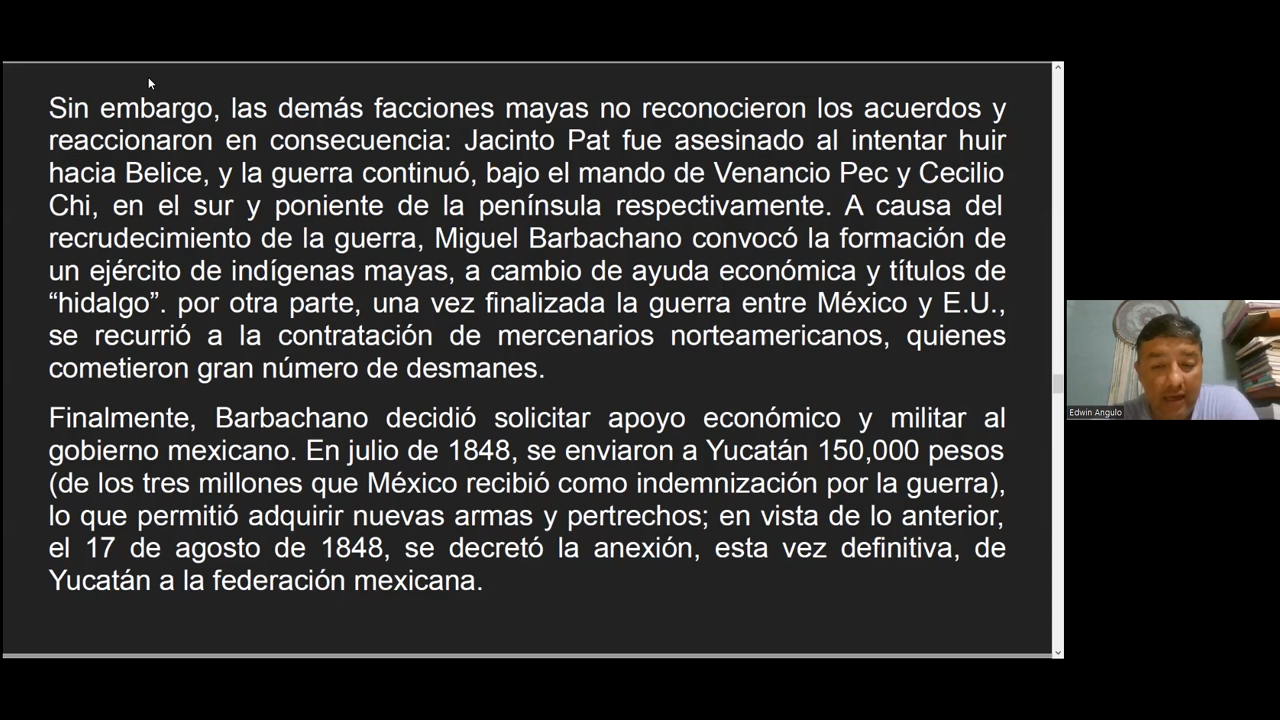 Sin embargo, las demás facciones mayas no reconocieron los acuerdos y
reaccionaron en consecuencia: Jacinto Pat fue asesinado al intentar huir
hacia Belice, y la guerra continuó, bajo el mando de Venancio Pec y Cecilio
Chi, en el sur y poniente de la península respectivamente. A causa del
recrudecimiento de la guerra, Miguel Barbachano convocó la formación de
un ejército de indígenas mayas, a cambio de ayuda económica y títulos de
“hidalgo”. por otra parte, una vez finalizada la guerra entre México y E.U.,
se recurrió a la contratación de mercenarios norteamericanos, quienes
cometieron gran número de desmanes.
Finalmente, Barbachano decidió solicitar apoyo económico y militar al
gobierno mexicano. En julio de 1848, se enviaron a Yucatán 150,000 pesos
(de los tres millones que México recibió como indemnización por la guerra),
lo que permitió adquirir nuevas armas y pertrechos; en vista de lo anterior,
el 17 de agosto de 1848, se decretó la anexión, esta vez definitiva, de
Yucatán a la federación mexicana.
Edwin Angulo